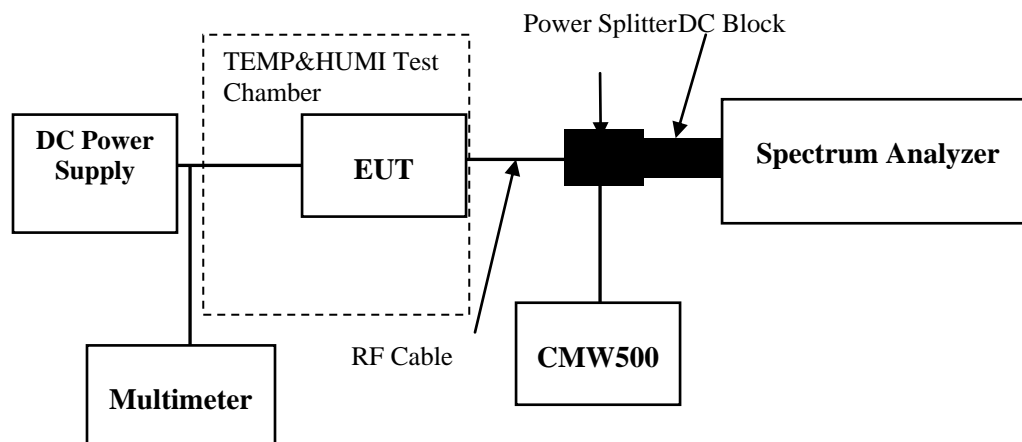 Power SplitterDC Block
TEMP&HUMI Test
Chamber
DC Power
Supply
EUT
Spectrum Analyzer
RF Cable
CMW500
Multimeter